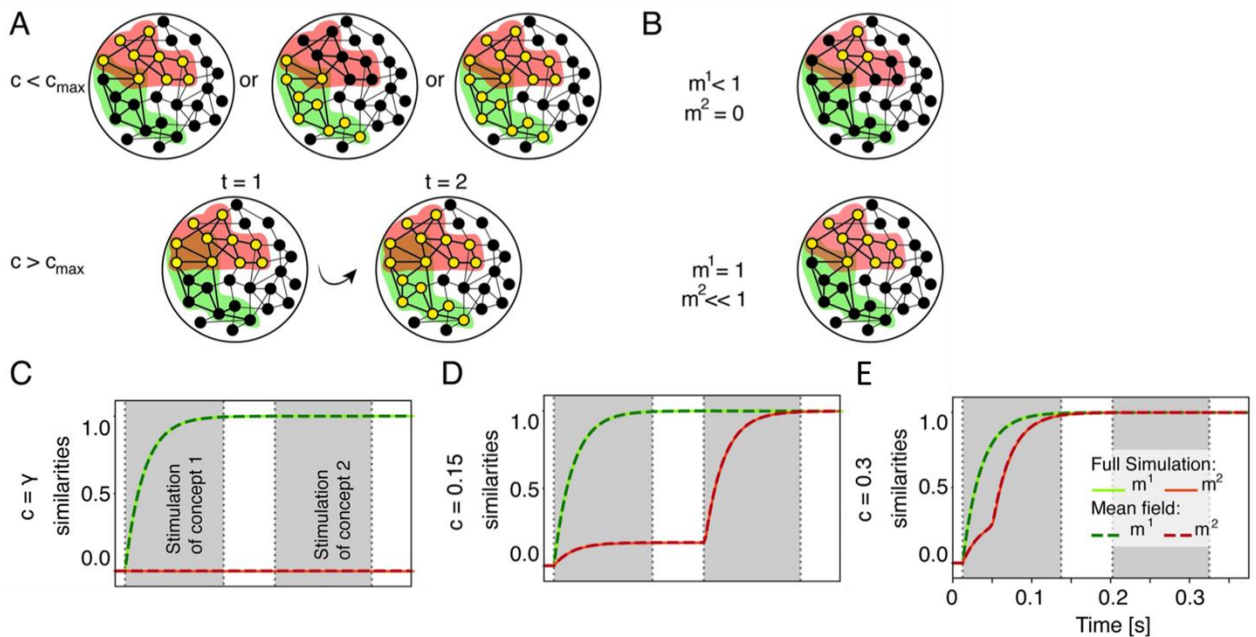 A
B
c < cmax
or
or
m¹< 1
m² = 0
t = 1
t = 2
c > cmax
m¹= 1
m²<< 1
C
D
E
c = γ
similarities
1.0
0.5
0.0
Stimulation
of concept 1
Stimulation
of concept 2
c = 0.15
similarities
1.0
0.5
0.0
c = 0.3
similarities
1.0
0.5
0.0
Full Simulation:
m¹ m²
Mean field:
m¹ m²
0 0.1 0.2 0.3
Time [s]